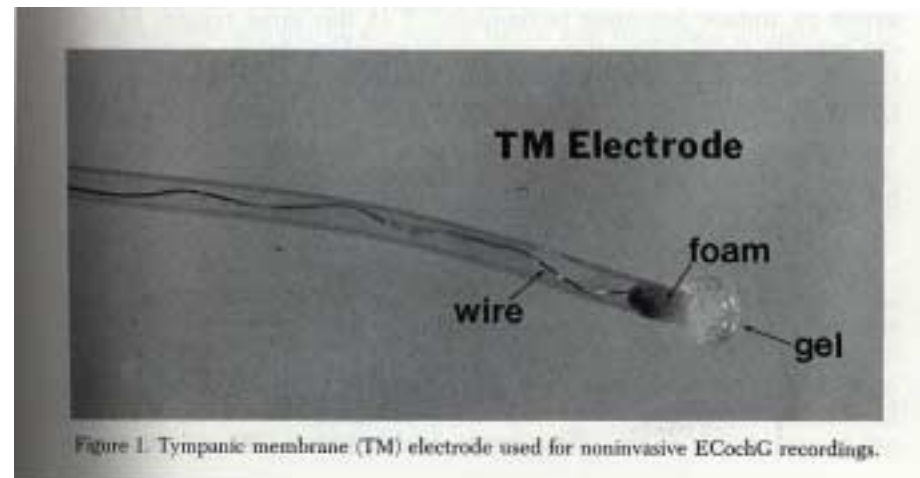 TM Electrode
foam
wire
gel
Figure 1. Tympanic membrane (TM) electrode used for noninvasive ECochG recordings.